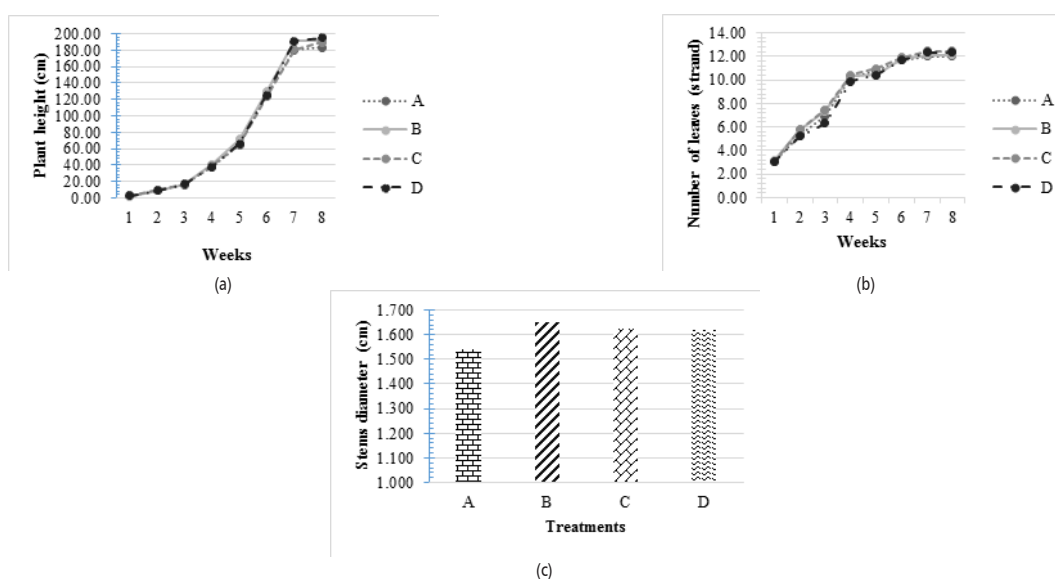 Plant height (cm)
200.00
180.00
160.00
140.00
120.00
100.00
80.00
60.00
40.00
20.00
0.00
1 2 3 4 5 6 7 8
Weeks
A
B
C
D
(a)
Number of leaves (strand)
14.00
12.00
10.00
8.00
6.00
4.00
2.00
0.00
1 2 3 4 5 6 7 8
Weeks
A
B
C
D
(b)
Stems diameter (cm)
1.700
1.600
1.500
1.400
1.300
1.200
1.100
1.000
A B C D
Treatments
(c)